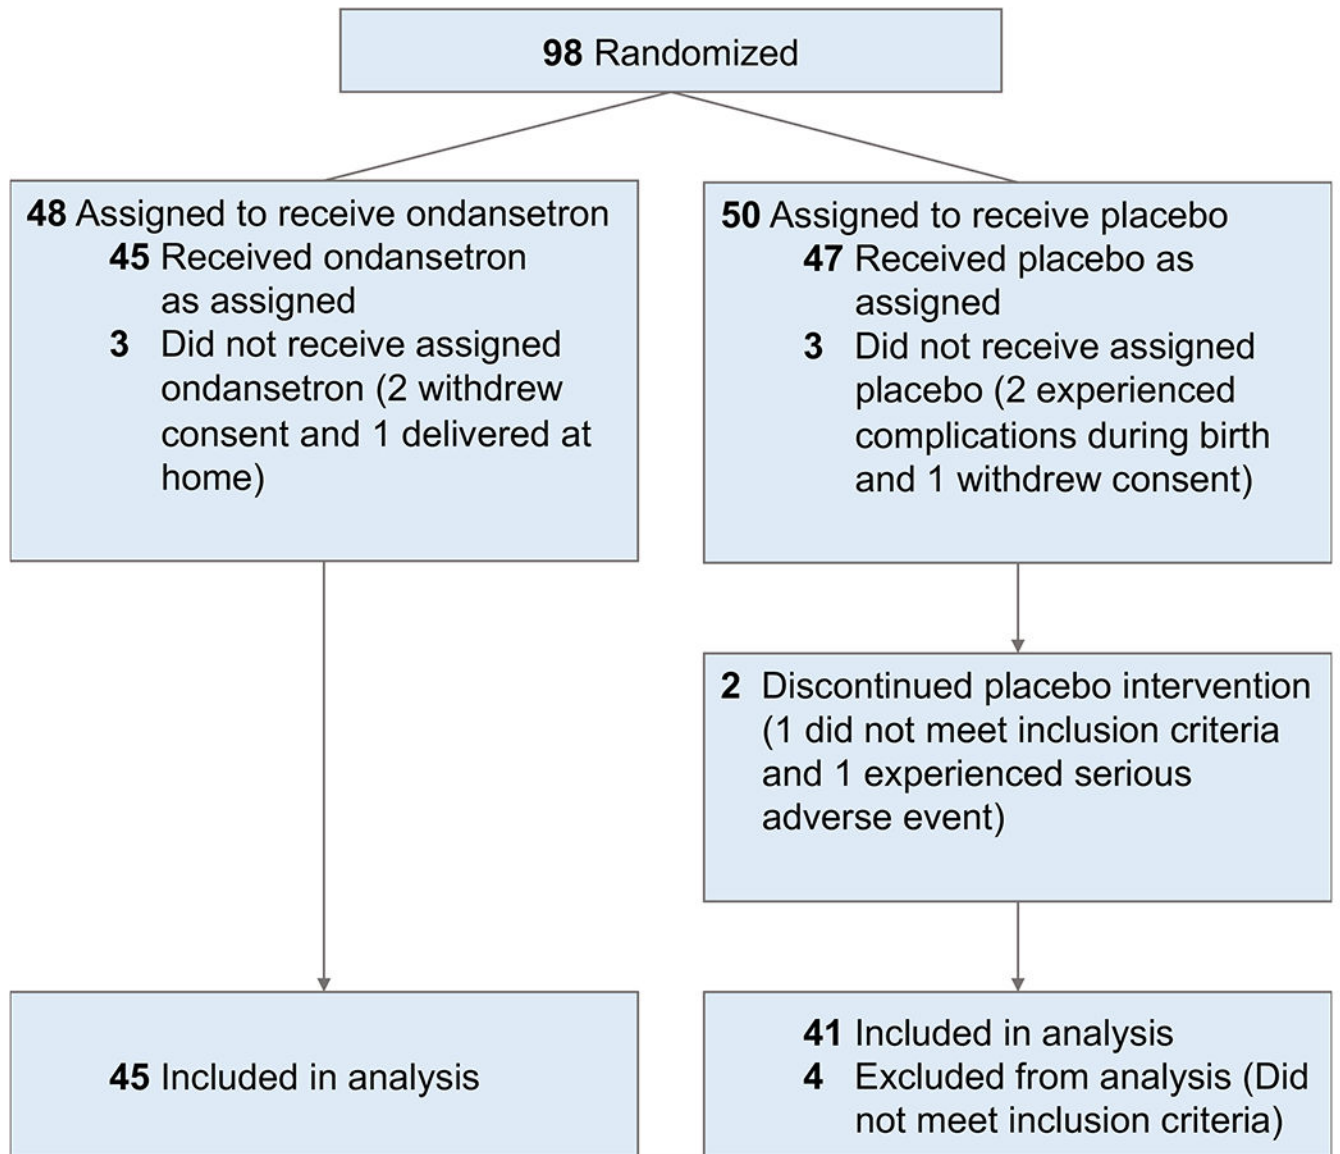 98 Randomized
48 Assigned to receive ondansetron
45 Received ondansetron
as assigned
3 Did not receive assigned
ondansetron (2 withdrew
consent and 1 delivered at
home)
50 Assigned to receive placebo
47 Received placebo as
assigned
3 Did not receive assigned
placebo (2 experienced
complications during birth
and 1 withdrew consent)
2 Discontinued placebo intervention
(1 did not meet inclusion criteria
and 1 experienced serious
adverse event)
45 Included in analysis
41 Included in analysis
4 Excluded from analysis (Did
not meet inclusion criteria)